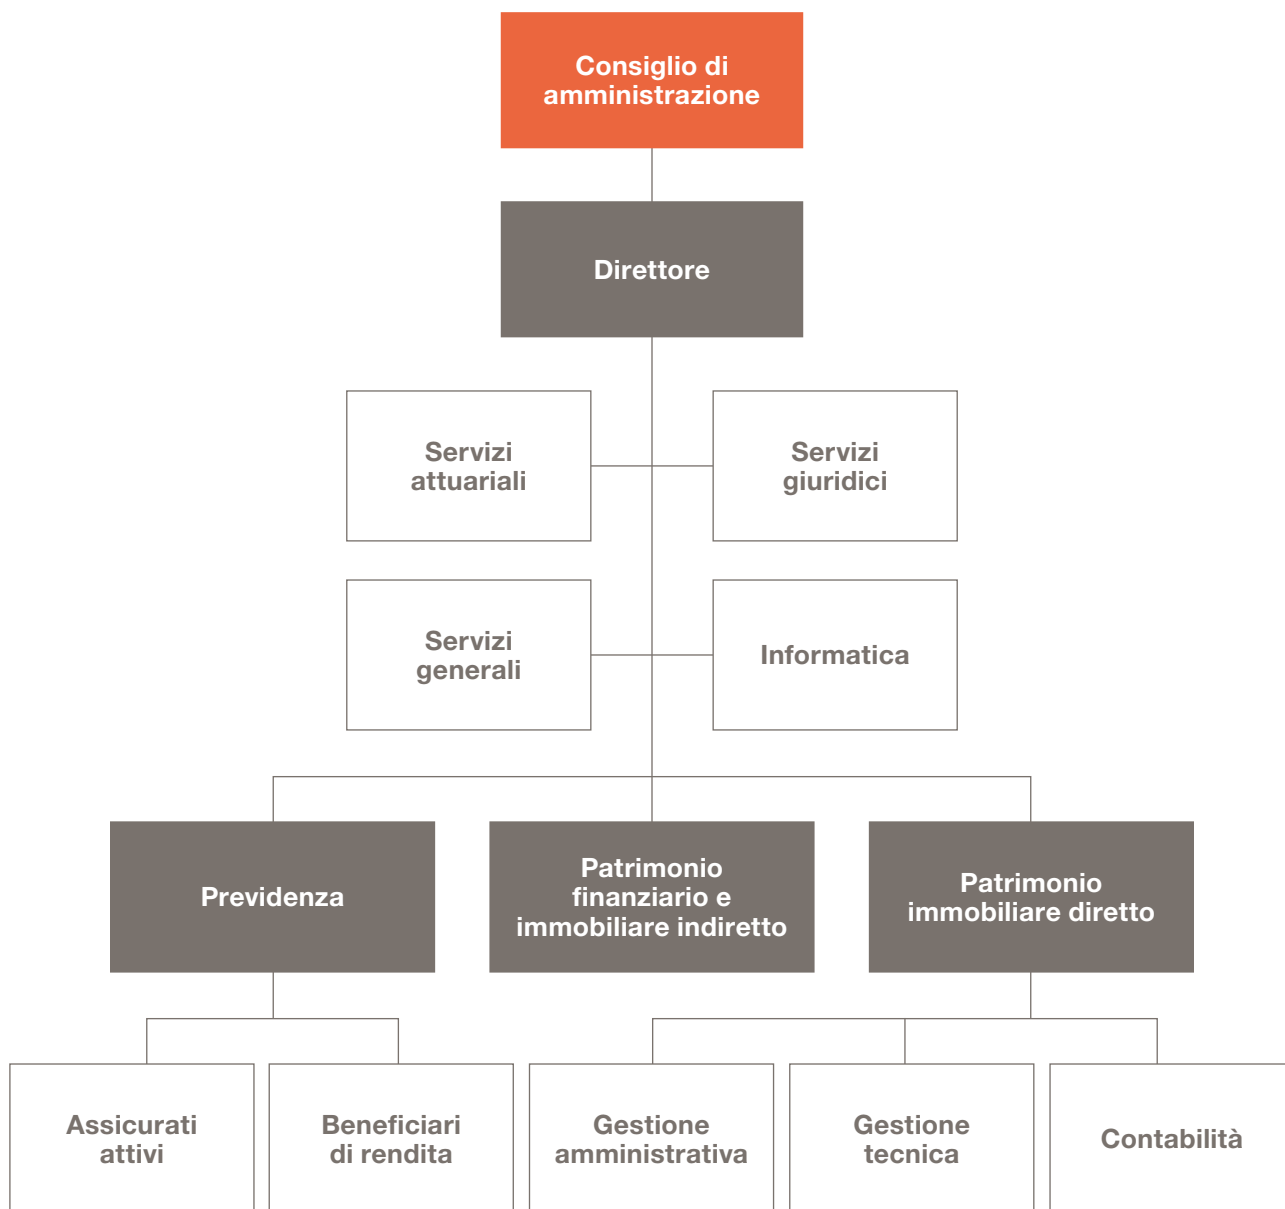 Consiglio di
amministrazione
Direttore
Servizi
attuariali
Servizi
giuridici
Servizi
generali
Informatica
Previdenza
Patrimonio
finanziario e
immobiliare indiretto
Patrimonio
immobiliare diretto
Assicurati
attivi
Beneficiari
di rendita
Gestione
amministrativa
Gestione
tecnica
Contabilità